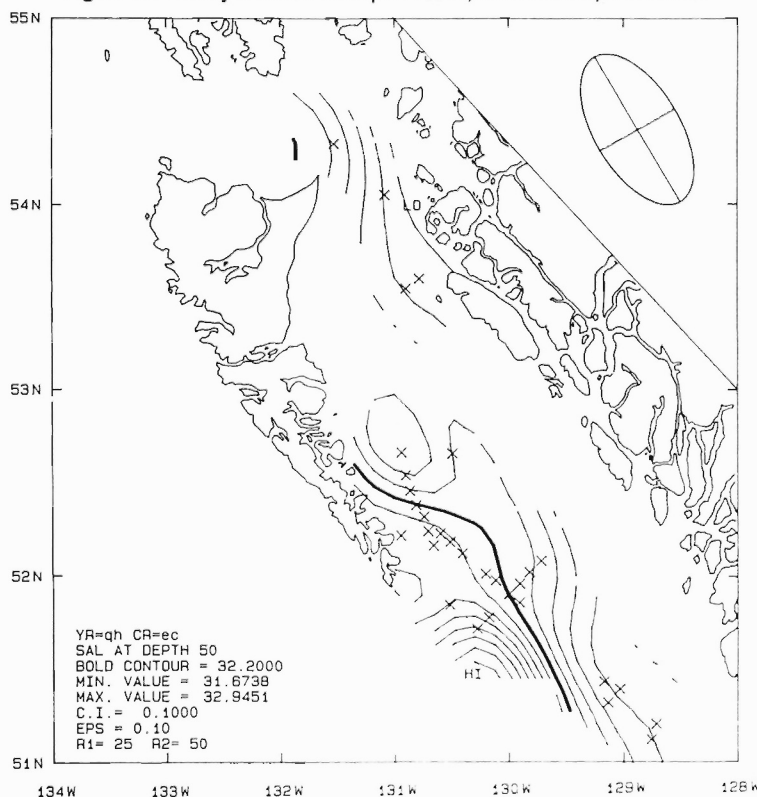 55N
54N
53N
52N
51N
LO
HI
YR=qh CR=ec
SAL AT DEPTH 50
BOLD CONTOUR = 32.2000
MIN. VALUE = 31.6738
MAX. VALUE = 32.9451
C.I.= 0.1000
EPS = 0.10
R1= 25 R2= 50
134W 133W 132W 131W 130W 129W 128W